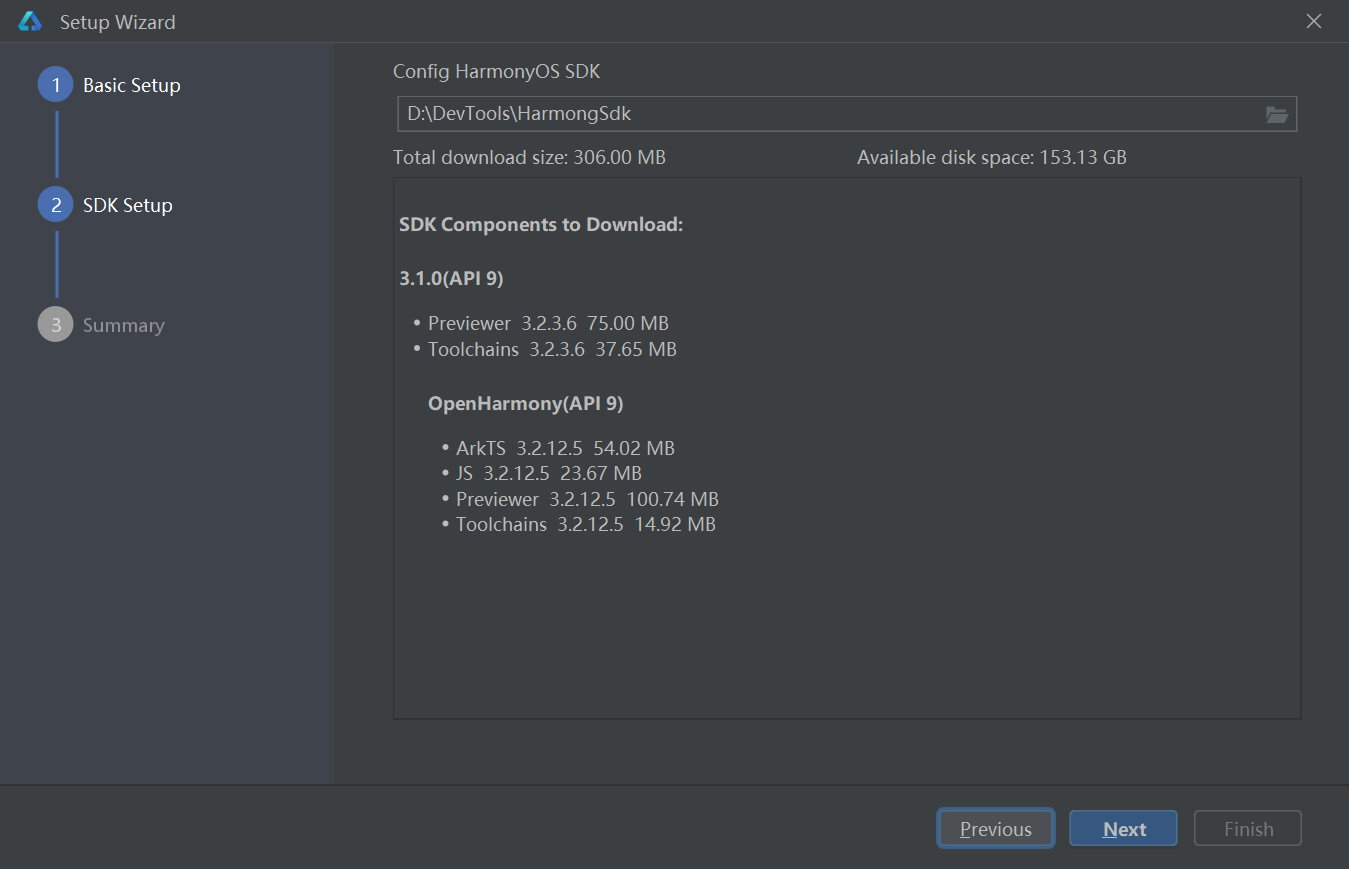 Setup Wizard
1 Basic Setup
2 SDK Setup
3 Summary
Config HarmonyOS SDK
D:\DevTools\HarmongSdk
Total download size: 306.00 MB Available disk space: 153.13 GB
SDK Components to Download:
3.1.0(API 9)
• Previewer 3.2.3.6 75.00 MB
• Toolchains 3.2.3.6 37.65 MB
OpenHarmony(API 9)
• ArkTS 3.2.12.5 54.02 MB
• JS 3.2.12.5 23.67 MB
• Previewer 3.2.12.5 100.74 MB
• Toolchains 3.2.12.5 14.92 MB
Previous Next Finish